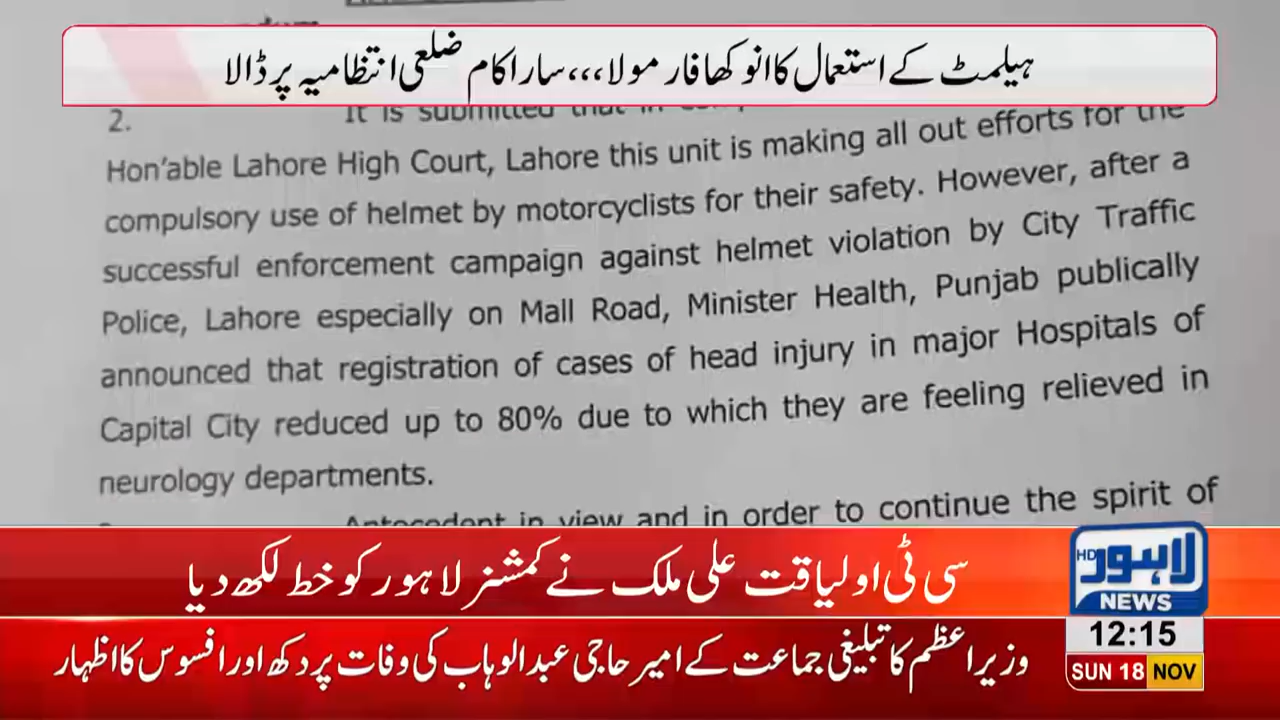 ہیلمٹ کے استعمال کا انوکھا فارمولا،،،سارا کام ضلعی انتظامیہ پر ڈالا
2. It is submitted that in
Hon'able Lahore High Court, Lahore this unit is making all out efforts for the
compulsory use of helmet by motorcyclists for their safety. However, after a
successful enforcement campaign against helmet violation by City Traffic
Police, Lahore especially on Mall Road, Minister Health, Punjab publically
announced that registration of cases of head injury in major Hospitals of
Capital City reduced up to 80% due to which they are feeling relieved in
neurology departments.
Antecedent in view and in order to continue the spirit of
سی ٹی او لیاقت علی ملک نے کمشنر لاہور کو خط لکھ دیا
لاہور HD
NEWS
12:15
وزیراعظم کا تبلیغی جماعت کے امیر حاجی عبدالوہاب کی وفات پر دکھ اور افسوس کا اظہار
SUN 18 NOV